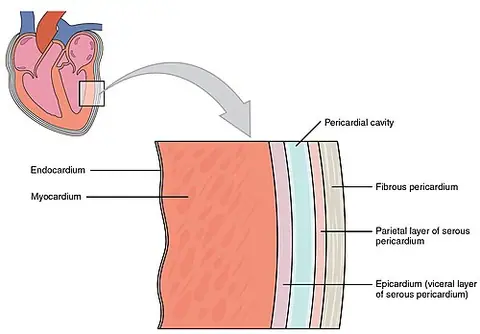 Pericardial cavity
Endocardium
Myocardium
Fibrous pericardium
Parietal layer of serous
pericardium
Epicardium (viceral layer
of serous pericardium)